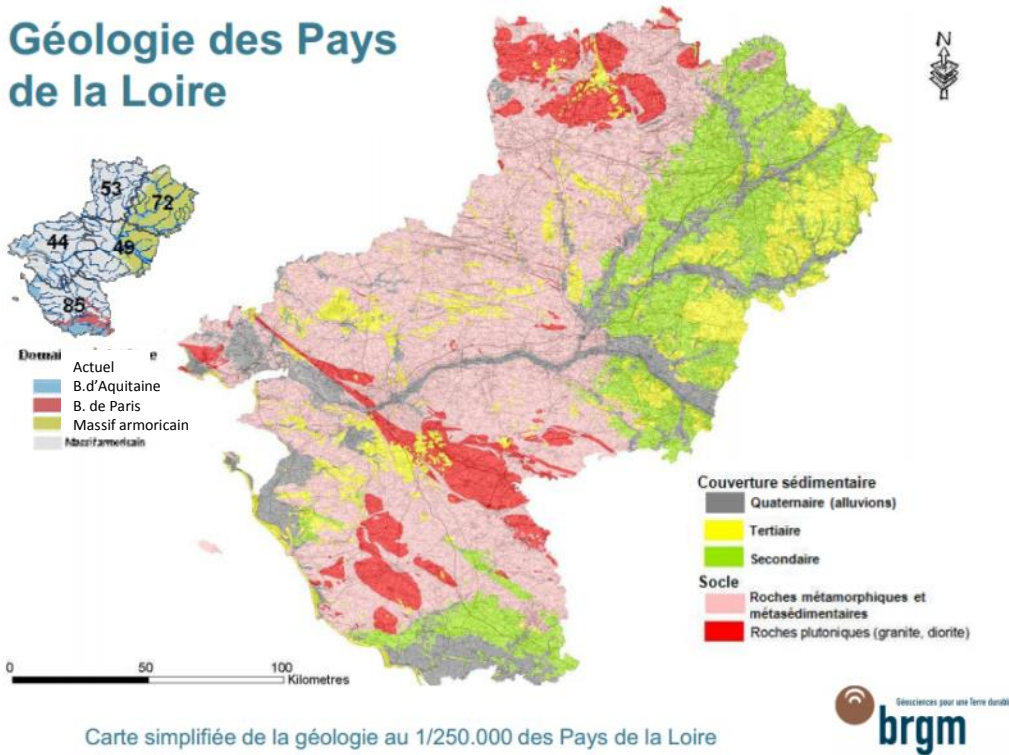 Géologie des Pays
de la Loire
N
53
72
44
49
85
Actuel
B.d'Aquitaine
B. de Paris
Massif armoricain
Massif armoricain
Couverture sédimentaire
Quaternaire (alluvions)
Tertiaire
Secondaire
Socle
Roches métamorphiques et
métasédimentaires
Roches plutoniques (granite, diorite)
0 50 100
Kilometres
Géosciences pour une Terre durable
brgm
Carte simplifiée de la géologie au 1/250.000 des Pays de la Loire